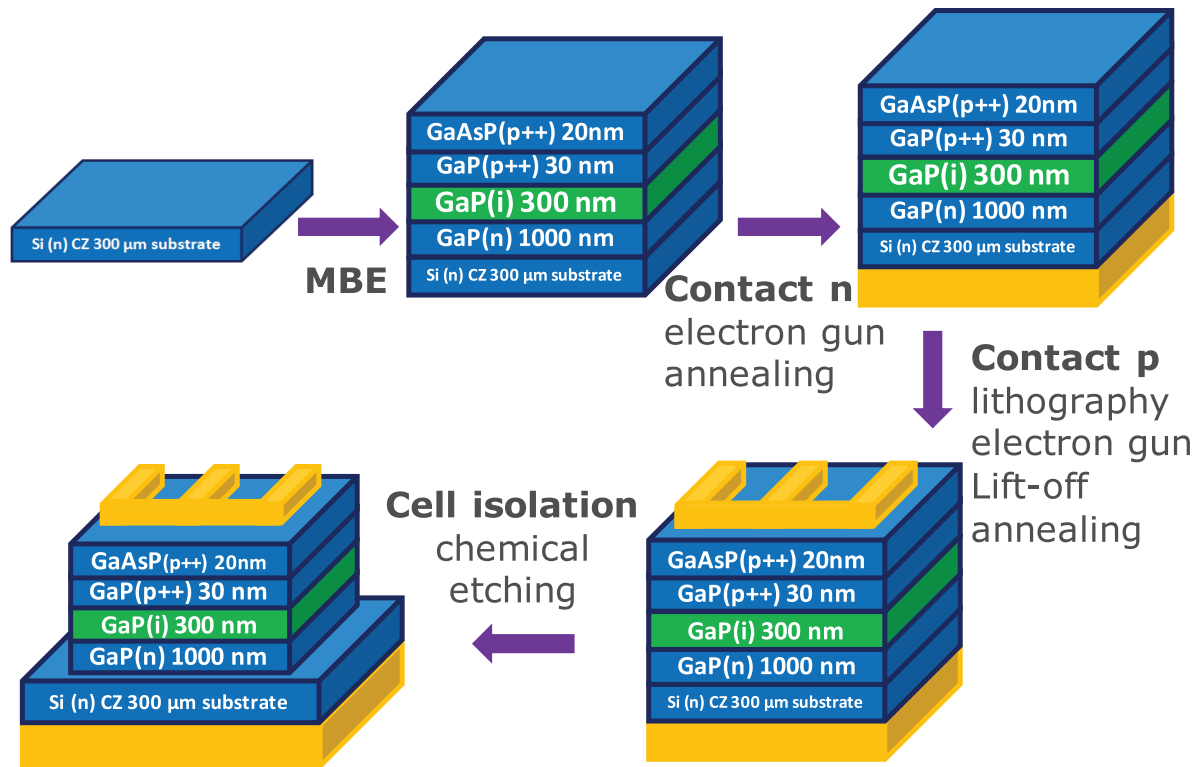 Si (n) CZ 300 µm substrate
MBE
GaAsP(p++) 20nm
GaP(p++) 30 nm
GaP(i) 300 nm
GaP(n) 1000 nm
Si (n) CZ 300 µm substrate
Contact n
electron gun
annealing
GaAsP(p++) 20nm
GaP(p++) 30 nm
GaP(i) 300 nm
GaP(n) 1000 nm
Si (n) CZ 300 µm substrate
Contact p
lithography
electron gun
Lift-off
annealing
GaAsP(p++) 20nm
GaP(p++) 30 nm
GaP(i) 300 nm
GaP(n) 1000 nm
Si (n) CZ 300 µm substrate
Cell isolation
chemical
etching
GaAsP(p++) 20nm
GaP(p++) 30 nm
GaP(i) 300 nm
GaP(n) 1000 nm
Si (n) CZ 300 µm substrate